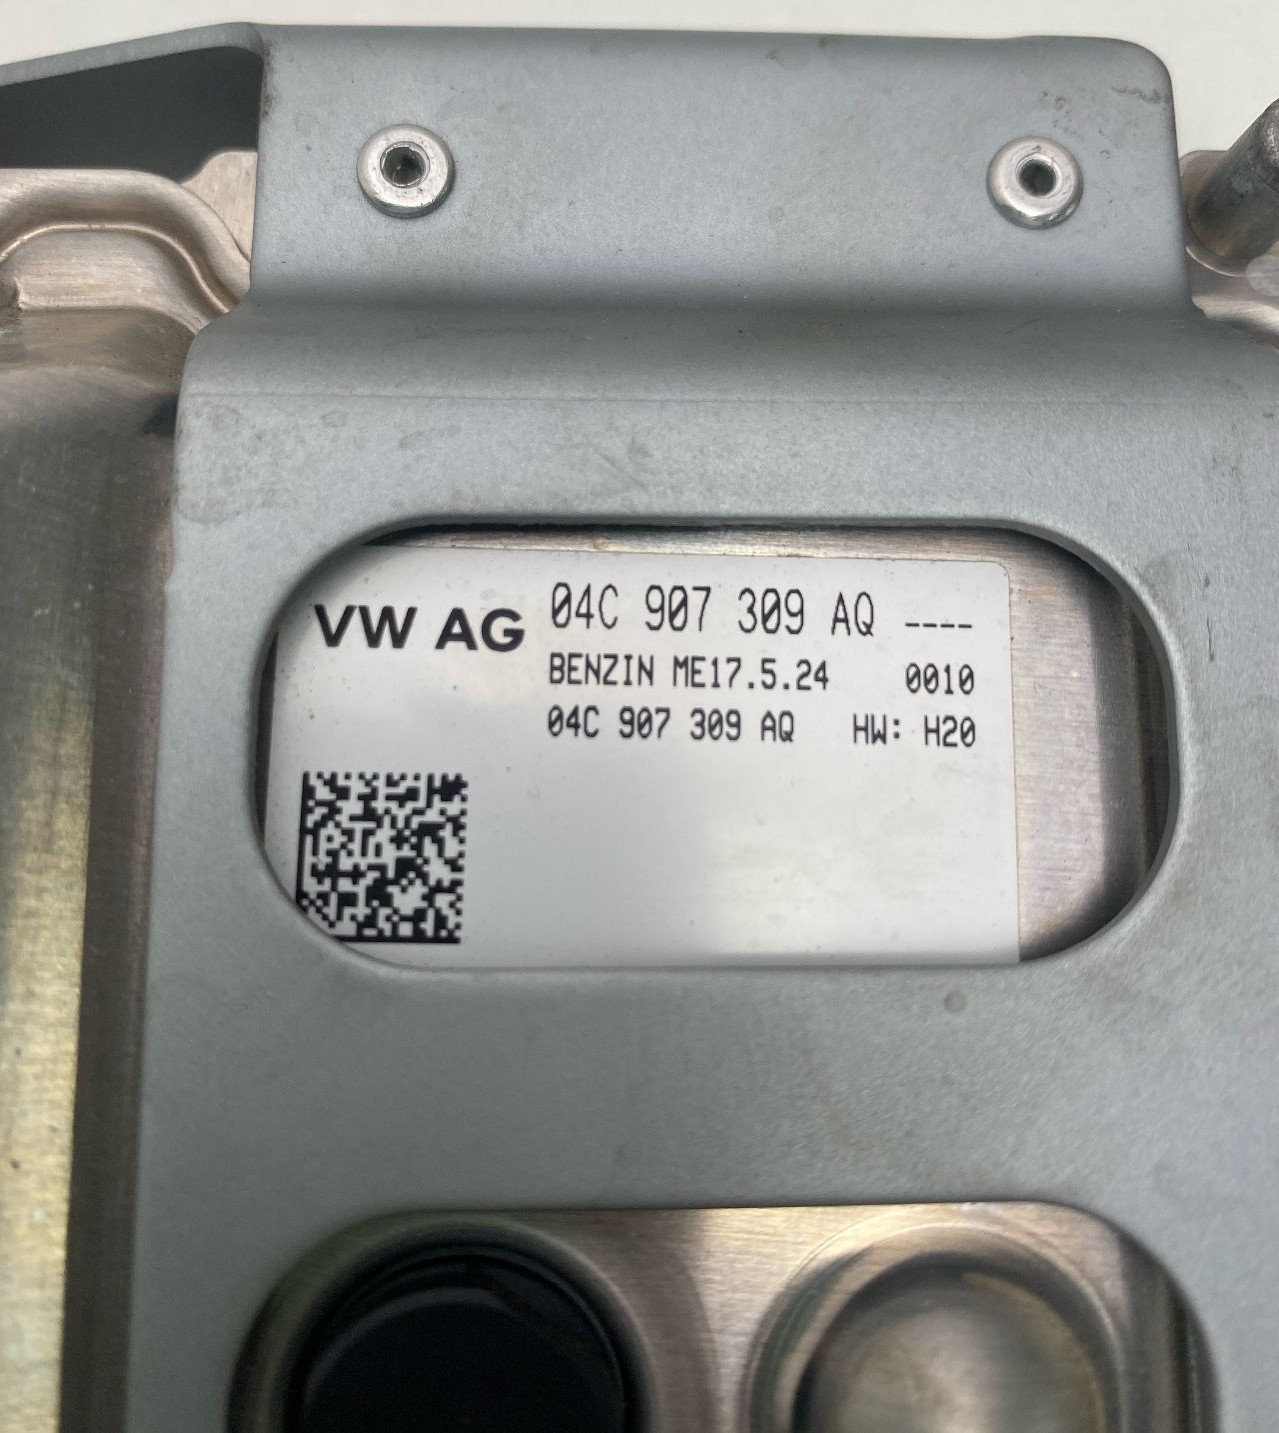 VW AG 04C 907 309 AQ ----
BENZIN ME17.5.24 0010
04C 907 309 AQ HW: H20